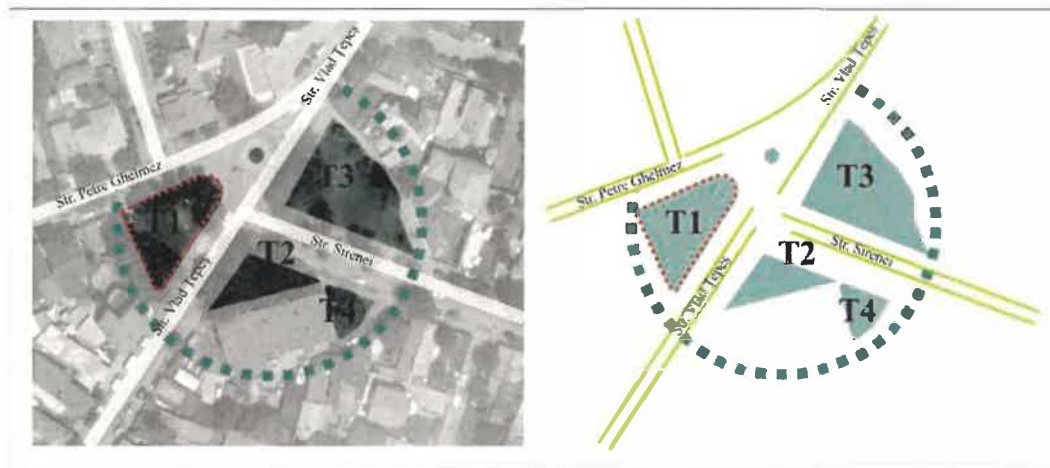 Str. Vlad Tepes
Str. Petre Ghelmez
T1
T3
T2
Str. Sirenei
T4
Str. Vlad Tepes
Str. Vlad Tepes
Str. Petre Ghelmez
T1
T3
T2
Str. Sirenei
T4
Str. Vlad Tepes